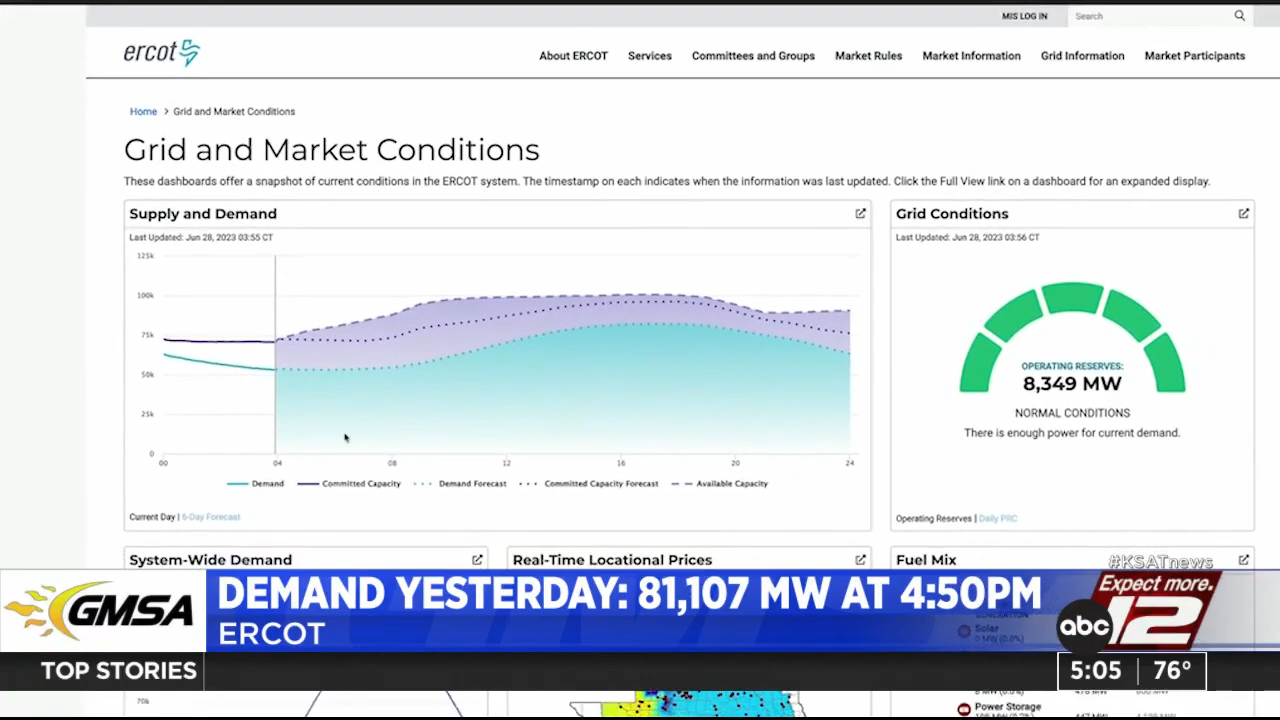 MIS LOG IN
Search
ercot
About ERCOT Services Committees and Groups Market Rules Market Information Grid Information Market Participants
Home > Grid and Market Conditions
Grid and Market Conditions
These dashboards offer a snapshot of current conditions in the ERCOT system. The timestamp on each indicates when the information was last updated. Click the Full View link on a dashboard for an expanded display.
Supply and Demand
Last Updated: Jun 28, 2023 03:55 CT
125k
100k
75k
50k
25k
0
00 04 08 12 16 20 24
Demand Committed Capacity Demand Forecast Committed Capacity Forecast Available Capacity
Current Day | 6-Day Forecast
Grid Conditions
Last Updated: Jun 28, 2023 03:56 CT
OPERATING RESERVES:
8,349 MW
NORMAL CONDITIONS
There is enough power for current demand.
Operating Reserves | Daily PRC
System-Wide Demand
Real-Time Locational Prices
Fuel Mix
#KSATnews
GMSA
DEMAND YESTERDAY: 81,107 MW AT 4:50PM
ERCOT
Solar
0 MW (0.0%)
Expect more.
abc 12
TOP STORIES
5:05 76°
70k
Power Storage